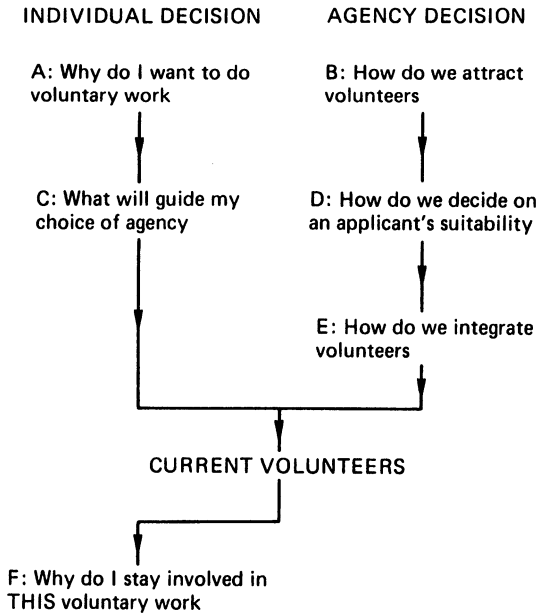 INDIVIDUAL DECISION
AGENCY DECISION
A: Why do I want to do
voluntary work
B: How do we attract
volunteers
C: What will guide my
choice of agency
D: How do we decide on
an applicant's suitability
E: How do we integrate
volunteers
CURRENT VOLUNTEERS
F: Why do I stay involved in
THIS voluntary work